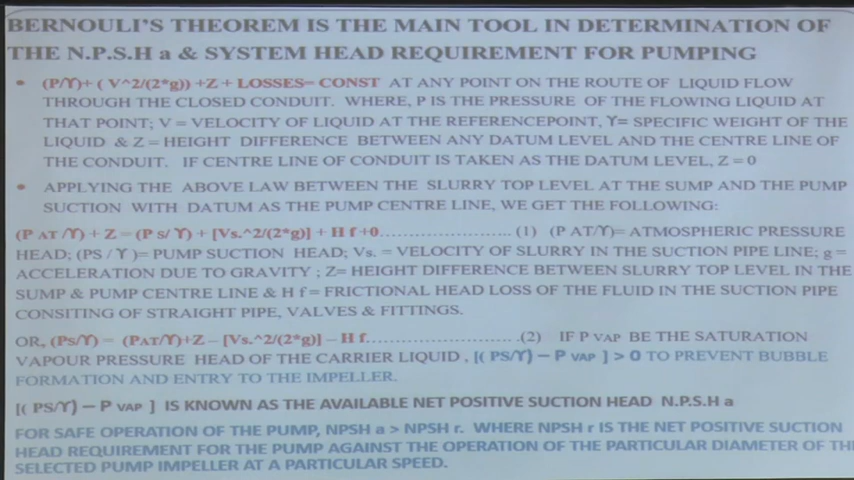 BERNOULI'S THEOREM IS THE MAIN TOOL IN DETERMINATION OF
THE N.P.S.H a & SYSTEM HEAD REQUIREMENT FOR PUMPING
• (P/ϒ)+ ( V^2/(2*g)) +Z + LOSSES= CONST AT ANY POINT ON THE ROUTE OF LIQUID FLOW
THROUGH THE CLOSED CONDUIT. WHERE, P IS THE PRESSURE OF THE FLOWING LIQUID AT
THAT POINT; V = VELOCITY OF LIQUID AT THE REFERENCEPOINT, ϒ= SPECIFIC WEIGHT OF THE
LIQUID & Z = HEIGHT DIFFERENCE BETWEEN ANY DATUM LEVEL AND THE CENTRE LINE OF
THE CONDUIT. IF CENTRE LINE OF CONDUIT IS TAKEN AS THE DATUM LEVEL, Z = 0
• APPLYING THE ABOVE LAW BETWEEN THE SLURRY TOP LEVEL AT THE SUMP AND THE PUMP
SUCTION WITH DATUM AS THE PUMP CENTRE LINE, WE GET THE FOLLOWING:
(P AT /ϒ) + Z = (P S/ ϒ) + [Vs.^2/(2*g)] + H f +0........................ (1) (P AT/ϒ)= ATMOSPHERIC PRESSURE
HEAD; (PS / ϒ )= PUMP SUCTION HEAD; Vs. = VELOCITY OF SLURRY IN THE SUCTION PIPE LINE; g =
ACCELERATION DUE TO GRAVITY ; Z= HEIGHT DIFFERENCE BETWEEN SLURRY TOP LEVEL IN THE
SUMP & PUMP CENTRE LINE & H f = FRICTIONAL HEAD LOSS OF THE FLUID IN THE SUCTION PIPE
CONSITING OF STRAIGHT PIPE, VALVES & FITTINGS.
OR, (PS/ϒ) = (PAT/ϒ)+Z – [Vs.^2/(2*g)] – H f............................(2) IF P VAP BE THE SATURATION
VAPOUR PRESSURE HEAD OF THE CARRIER LIQUID , [( PS/ϒ) – P VAP ] > 0 TO PREVENT BUBBLE
FORMATION AND ENTRY TO THE IMPELLER.
[( PS/ϒ) – P VAP ] IS KNOWN AS THE AVAILABLE NET POSITIVE SUCTION HEAD N.P.S.H a
FOR SAFE OPERATION OF THE PUMP, NPSH a > NPSH r. WHERE NPSH r IS THE NET POSITIVE SUCTION
HEAD REQUIREMENT FOR THE PUMP AGAINST THE OPERATION OF THE PARTICULAR DIAMETER OF THE
SELECTED PUMP IMPELLER AT A PARTICULAR SPEED.